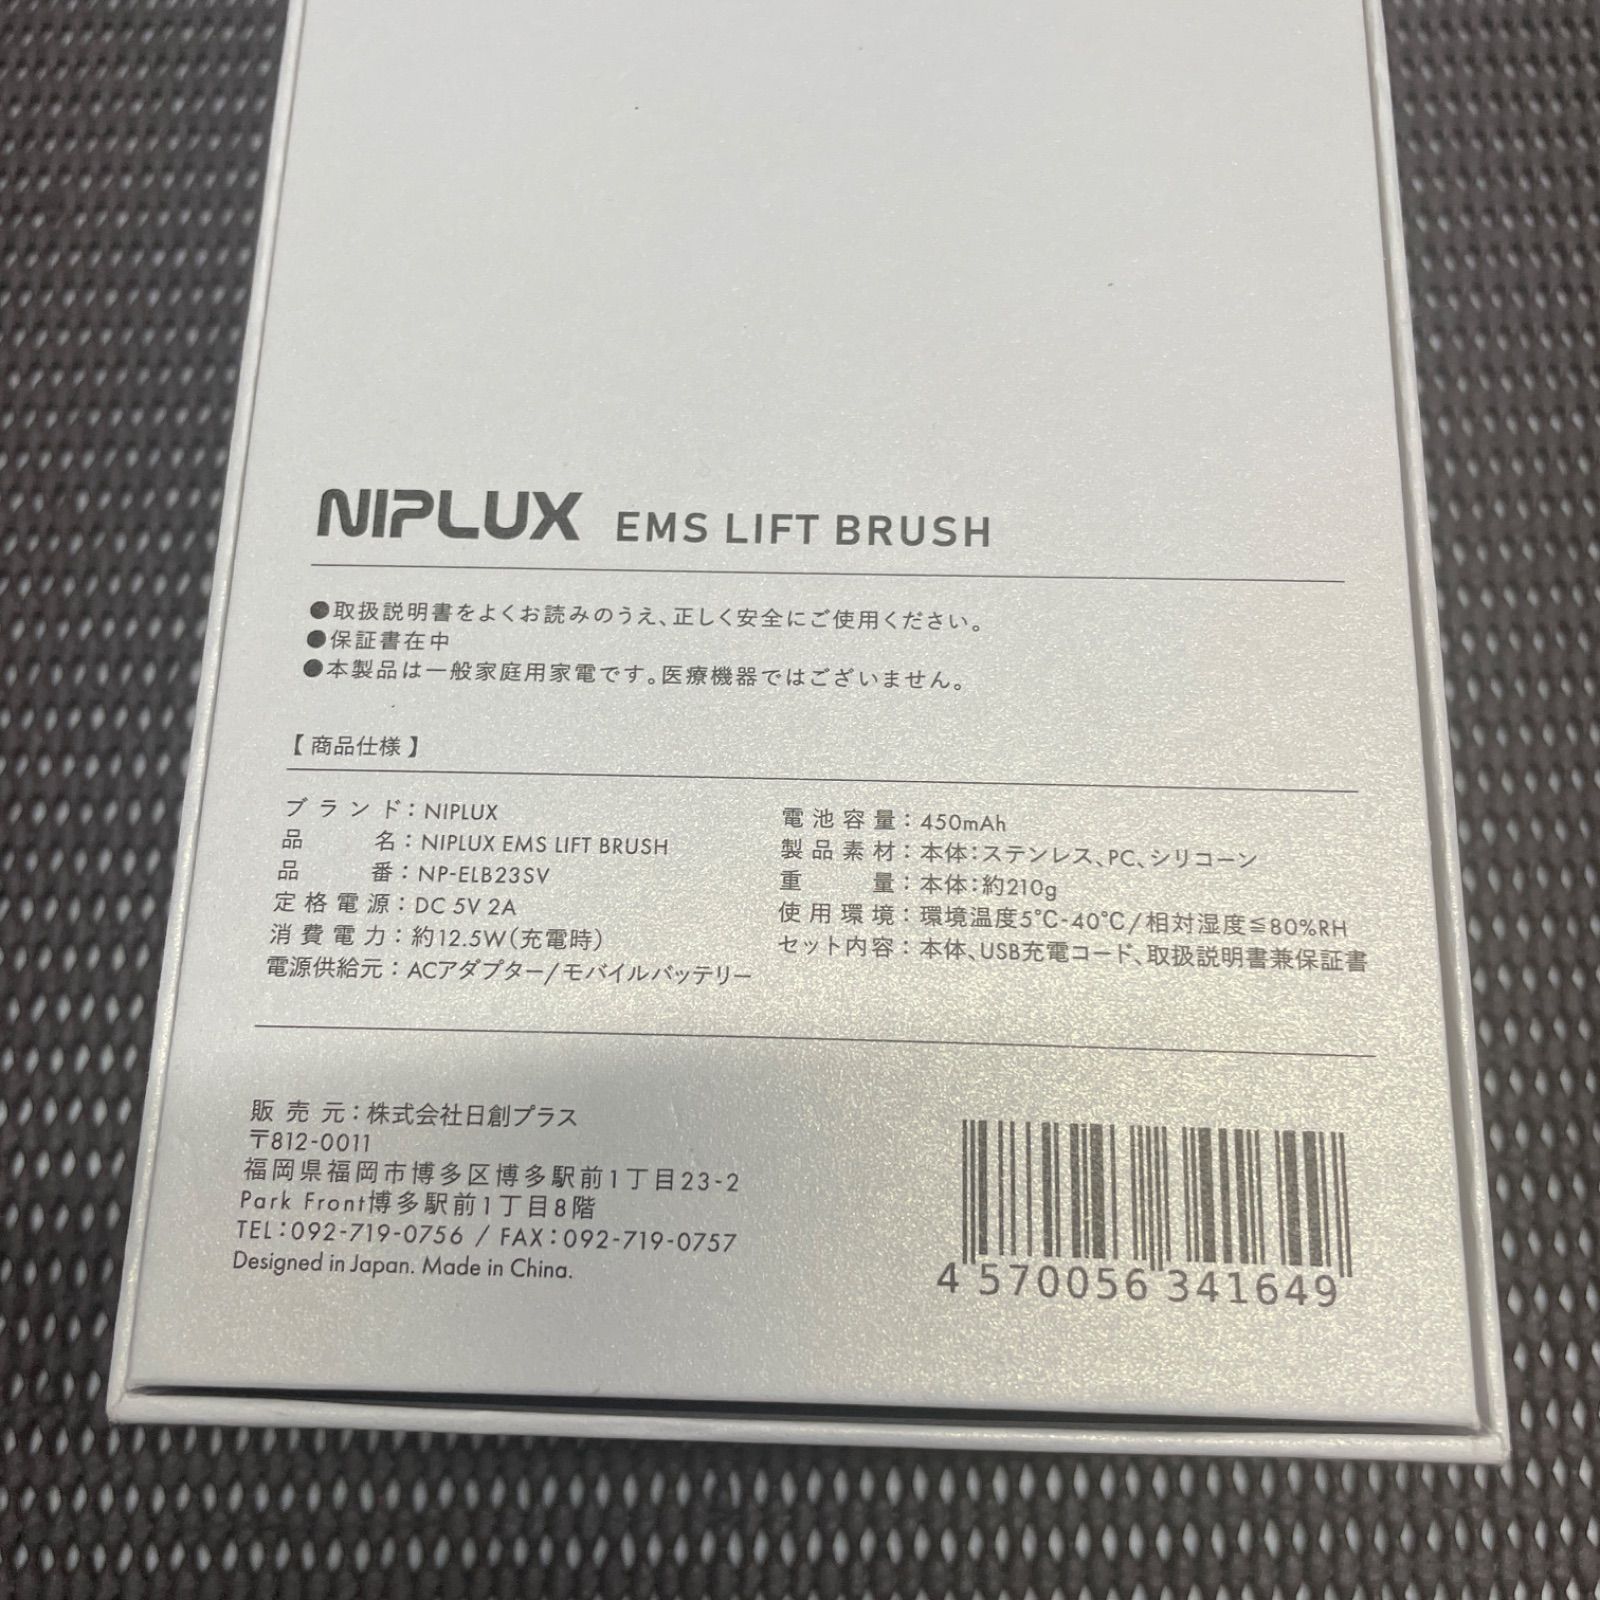 NIPLUX EMS LIFT BRUSH
●取扱説明書をよくお読みのうえ、正しく安全にご使用ください。
●保証書在中
●本製品は一般家庭用家電です。医療機器ではございません。
【商品仕様】
ブランド：NIPLUX
品名：NIPLUX EMS LIFT BRUSH
品番：NP-ELB23SV
定格電源：DC 5V 2A
消費電力：約12.5W（充電時）
電源供給元：ACアダプター/モバイルバッテリー
電池容量：450mAh
製品素材：本体：ステンレス、PC、シリコーン
重量：本体：約210g
使用環境：環境温度5℃-40℃/相対湿度≦80%RH
セット内容：本体、USB充電コード、取扱説明書兼保証書
販売元：株式会社日創プラス
〒812-0011
福岡県福岡市博多区博多駅前1丁目23-2
Park Front博多駅前1丁目8階
TEL：092-719-0756 / FAX：092-719-0757
Designed in Japan. Made in China.
4 570056 341649